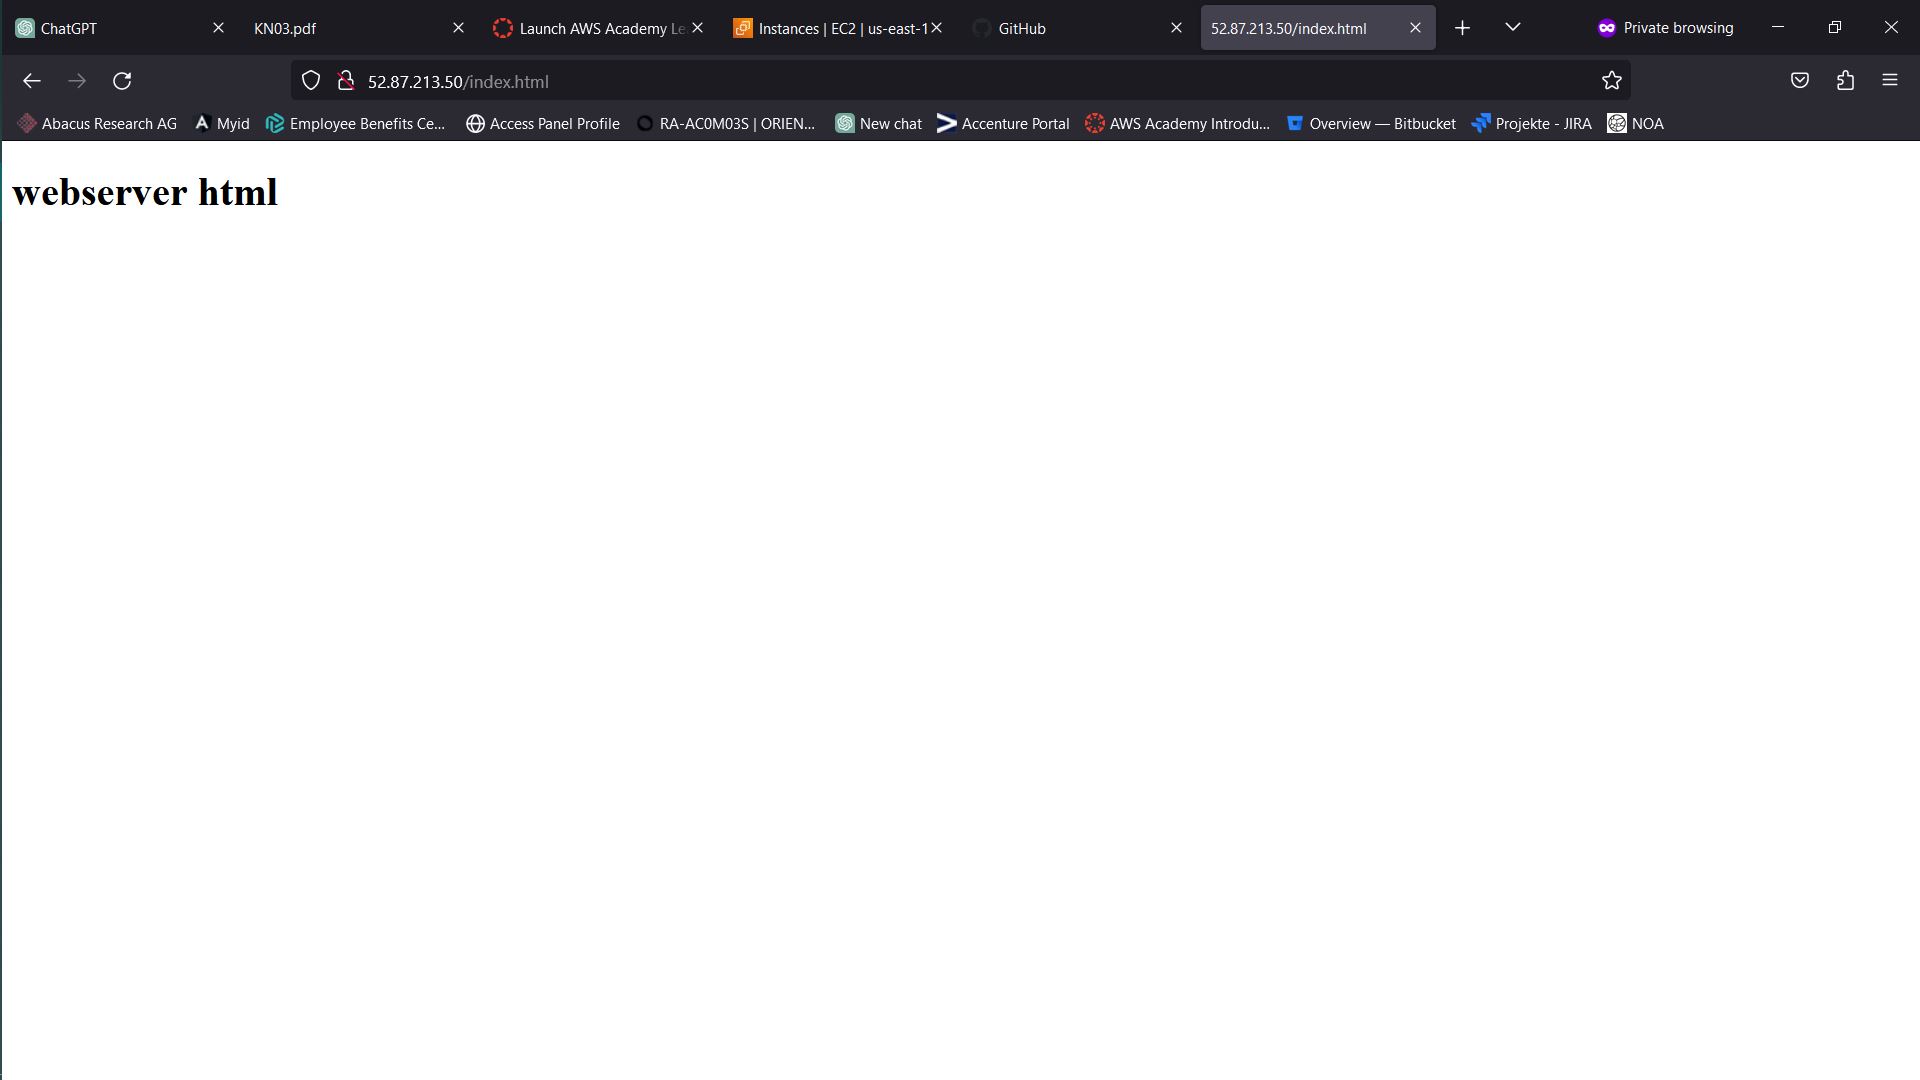 ChatGPT
KN03.pdf
Launch AWS Academy Le
Instances | EC2 | us-east-1
GitHub
52.87.213.50/index.html
Private browsing
52.87.213.50/index.html
Abacus Research AG
Myid
Employee Benefits Ce...
Access Panel Profile
RA-AC0M03S | ORIEN...
New chat
Accenture Portal
AWS Academy Introdu...
Overview — Bitbucket
Projekte - JIRA
NOA
webserver html